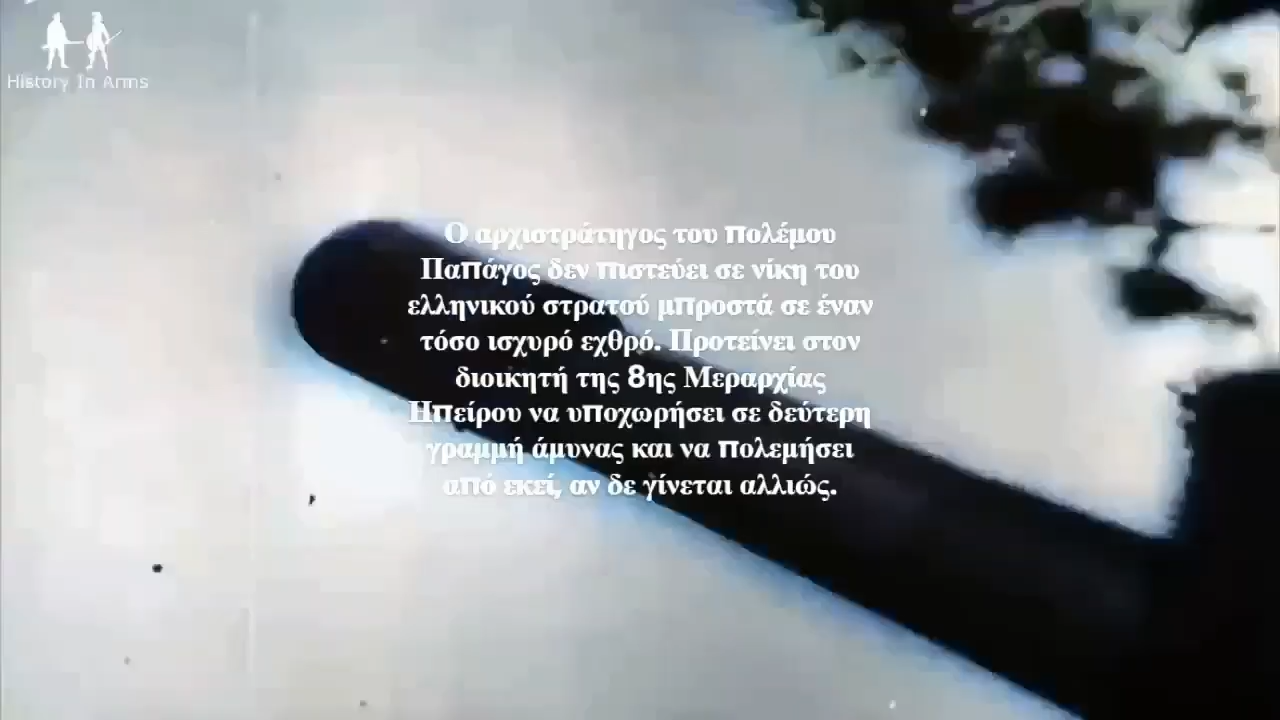 History In Arms
Ο αρχιστράτηγος του πολέμου
Παπάγος δεν πιστεύει σε νίκη του
ελληνικού στρατού μπροστά σε έναν
τόσο ισχυρό εχθρό. Προτείνει στον
διοικητή της 8ης Μεραρχίας
Ηπείρου να υποχωρήσει σε δεύτερη
γραμμή άμυνας και να πολεμήσει
από εκεί, αν δε γίνεται αλλιώς.